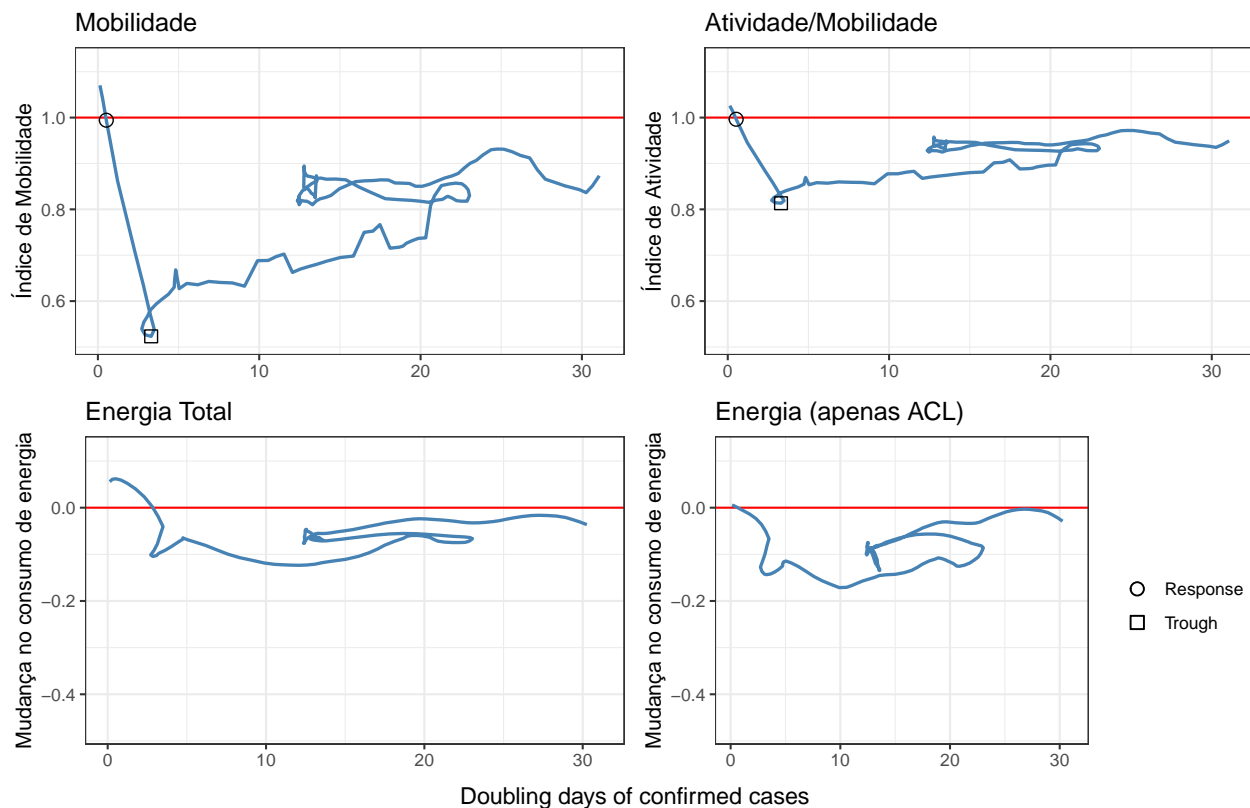 Mobilidade
Atividade/Mobilidade
Índice de Mobilidade
1.0
0.8
0.6
0
10
20
30
Índice de Atividade
1.0
0.8
0.6
0
10
20
30
Energia Total
Energia (apenas ACL)
Mudança no consumo de energia
0.0
−0.2
−0.4
0
10
20
30
Mudança no consumo de energia
0.0
−0.2
−0.4
0
10
20
30
Response
Trough
Doubling days of confirmed cases